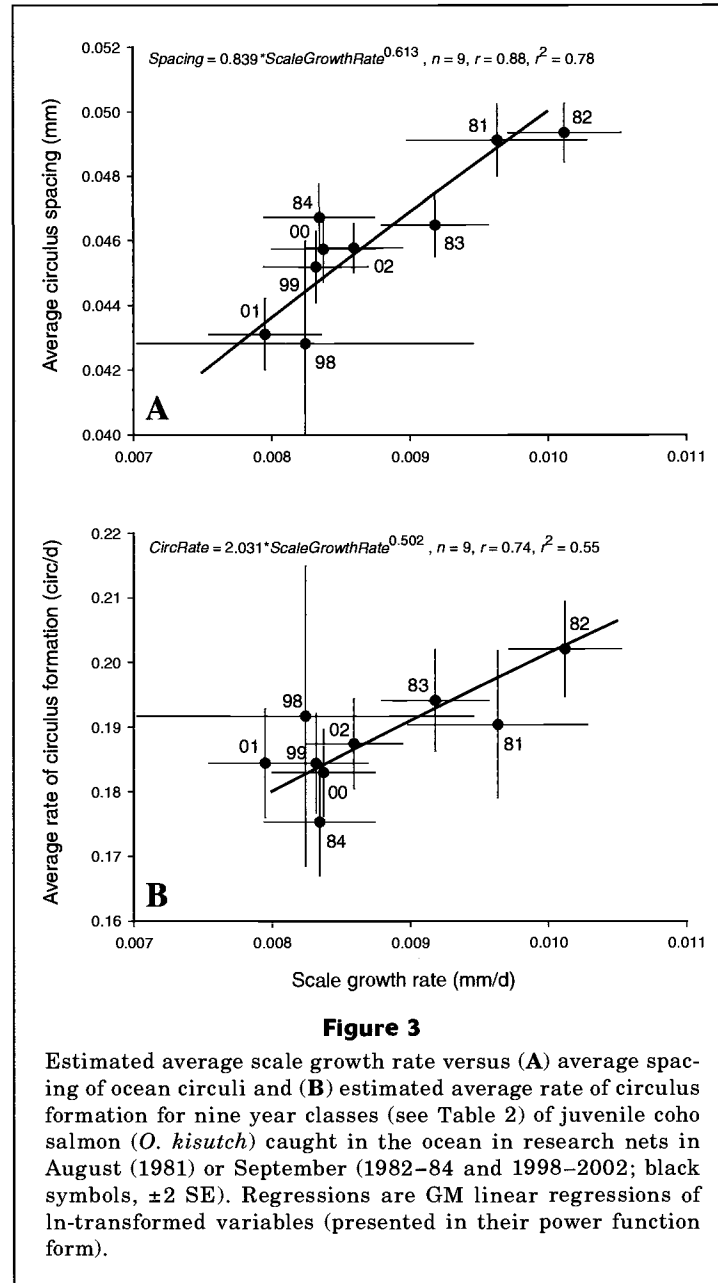 Spacing = 0.839*ScaleGrowthRate^0.613 , n = 9, r = 0.88, r^2 = 0.78
Average circulus spacing (mm)
0.052
0.050
0.048
0.046
0.044
0.042
0.040
81
82
84
00
83
02
99
01
98
A
0.007 0.008 0.009 0.010 0.011
CircRate = 2.031*ScaleGrowthRate^0.502 , n = 9, r = 0.74, r^2 = 0.55
Average rate of circulus formation (circ/d)
0.22
0.21
0.20
0.19
0.18
0.17
0.16
82
83
98
02
81
01
99
00
84
B
0.007 0.008 0.009 0.010 0.011
Scale growth rate (mm/d)
Figure 3
Estimated average scale growth rate versus (A) average spac-
ing of ocean circuli and (B) estimated average rate of circulus
formation for nine year classes (see Table 2) of juvenile coho
salmon (O. kisutch) caught in the ocean in research nets in
August (1981) or September (1982–84 and 1998–2002; black
symbols, ±2 SE). Regressions are GM linear regressions of
ln-transformed variables (presented in their power function
form).